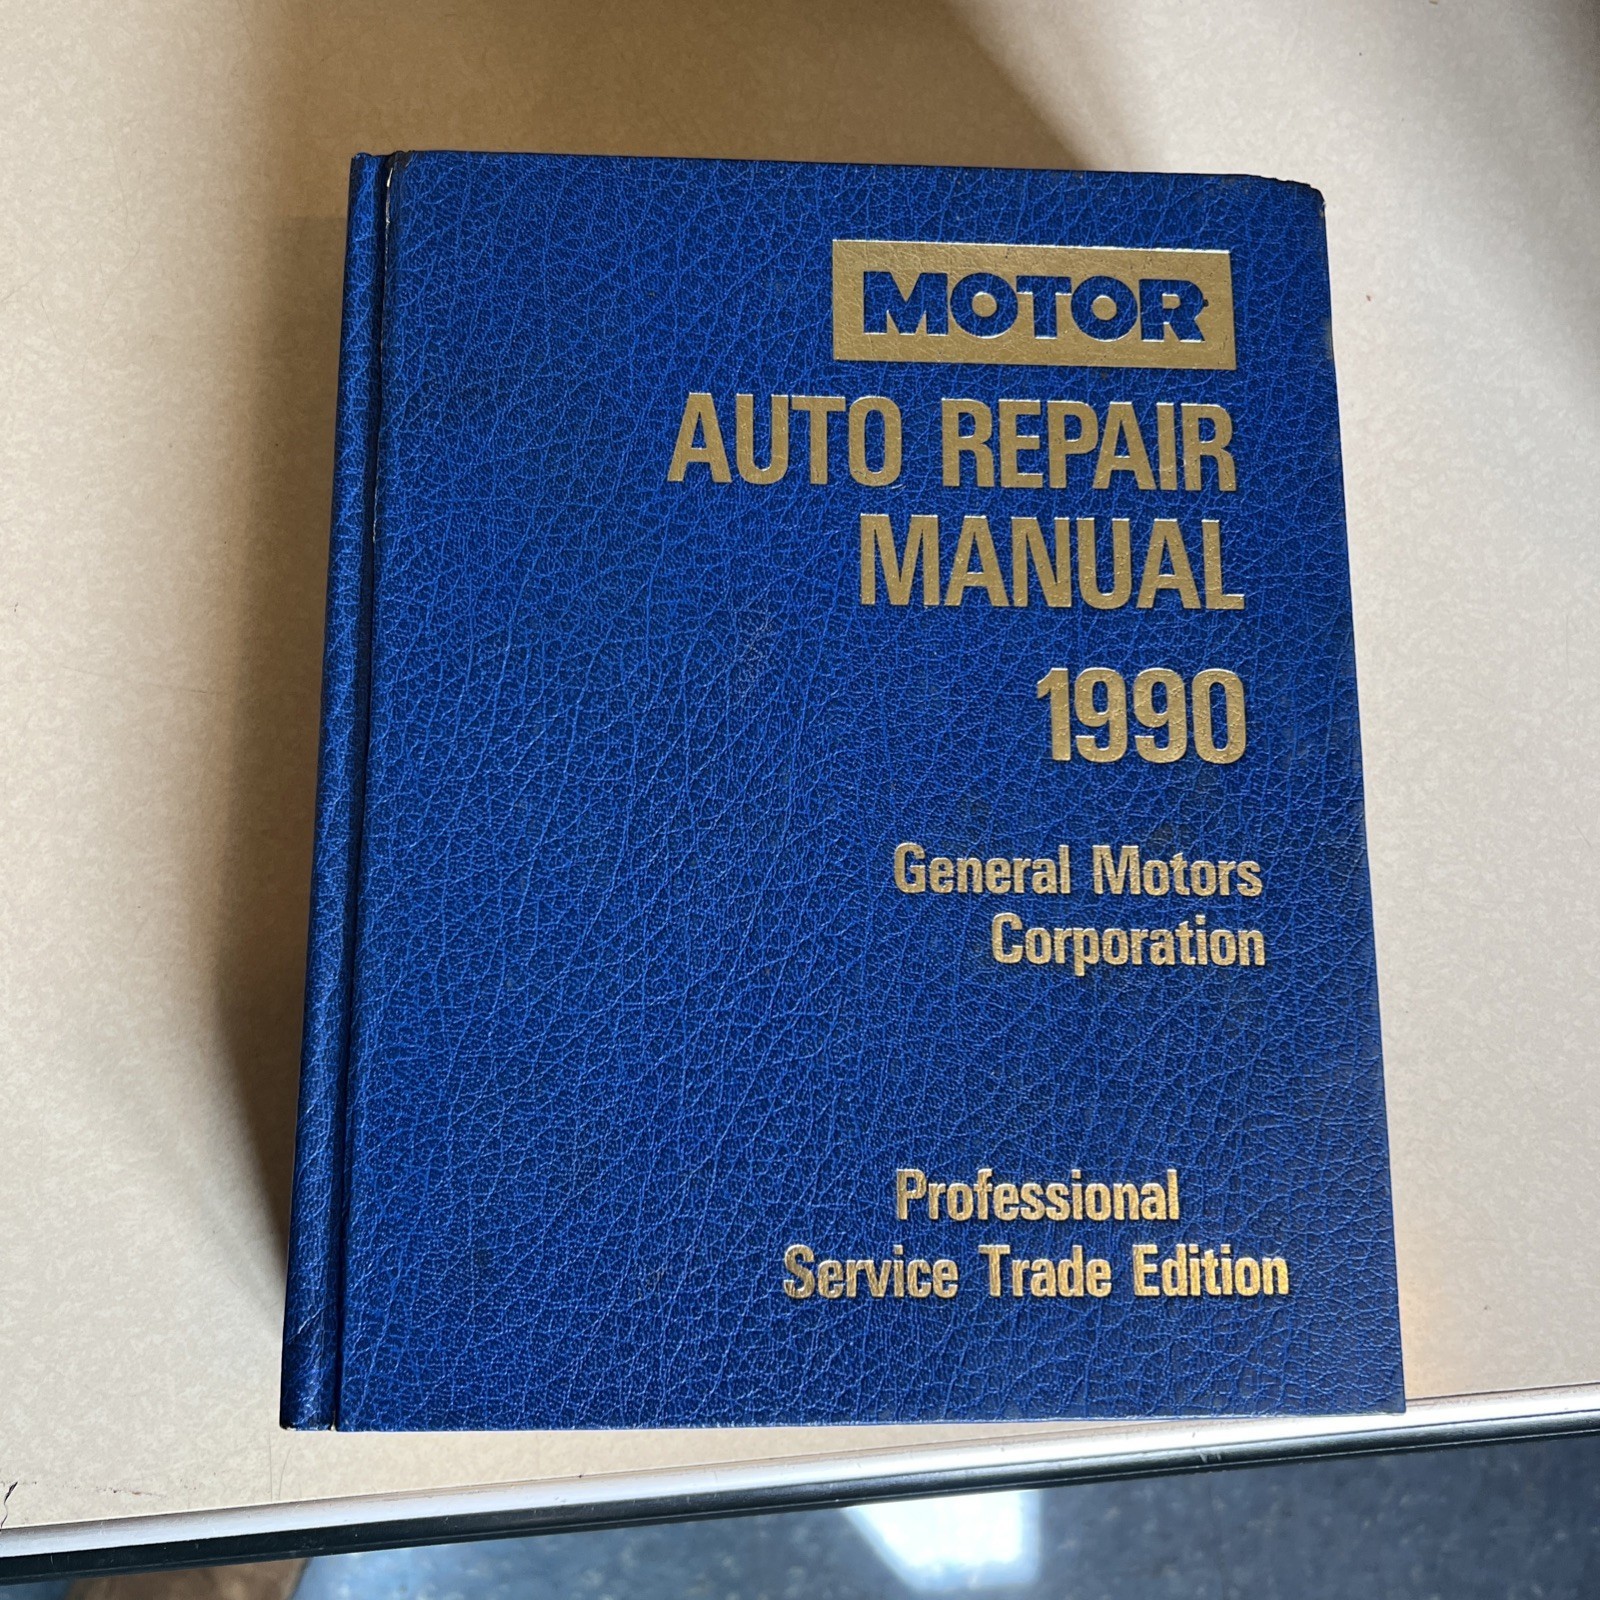 MOTOR
AUTO REPAIR
MANUAL
1990
General Motors
Corporation
Professional
Service Trade Edition